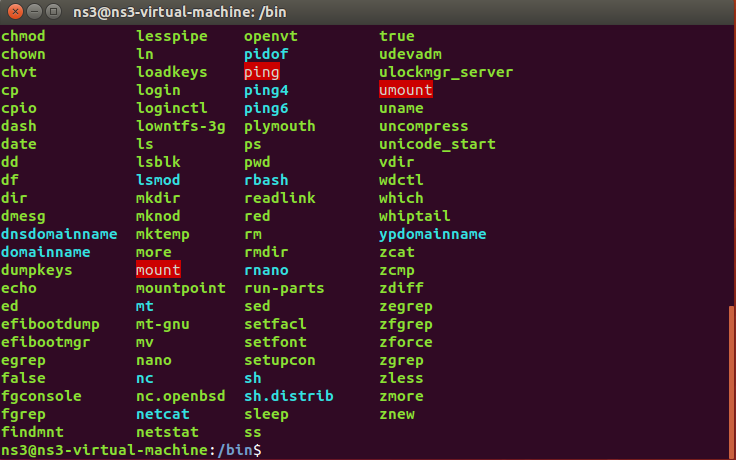 ns3@ns3-virtual-machine: /bin
chmod lesspipe openvt true
chown ln pidof udevadm
chvt loadkeys ping ulockmgr_server
cp login ping4 umount
cpio loginctl ping6 uname
dash lowntfs-3g plymouth uncompress
date ls ps unicode_start
dd lsblk pwd vdir
df lsmod rbash wdctl
dir mkdir readlink which
dmesg mknod red whiptail
dnsdomainname mktemp rm ypdomainname
domainname more rmdir zcat
dumpkeys mount rnano zcmp
echo mountpoint run-parts zdiff
ed mt sed zegrep
efibootdump mt-gnu setfacl zfgrep
efibootmgr mv setfont zforce
egrep nano setupcon zgrep
false nc sh zless
fgconsole nc.openbsd sh.distrib zmore
fgrep netcat sleep znew
findmnt netstat ss
ns3@ns3-virtual-machine:/bin$